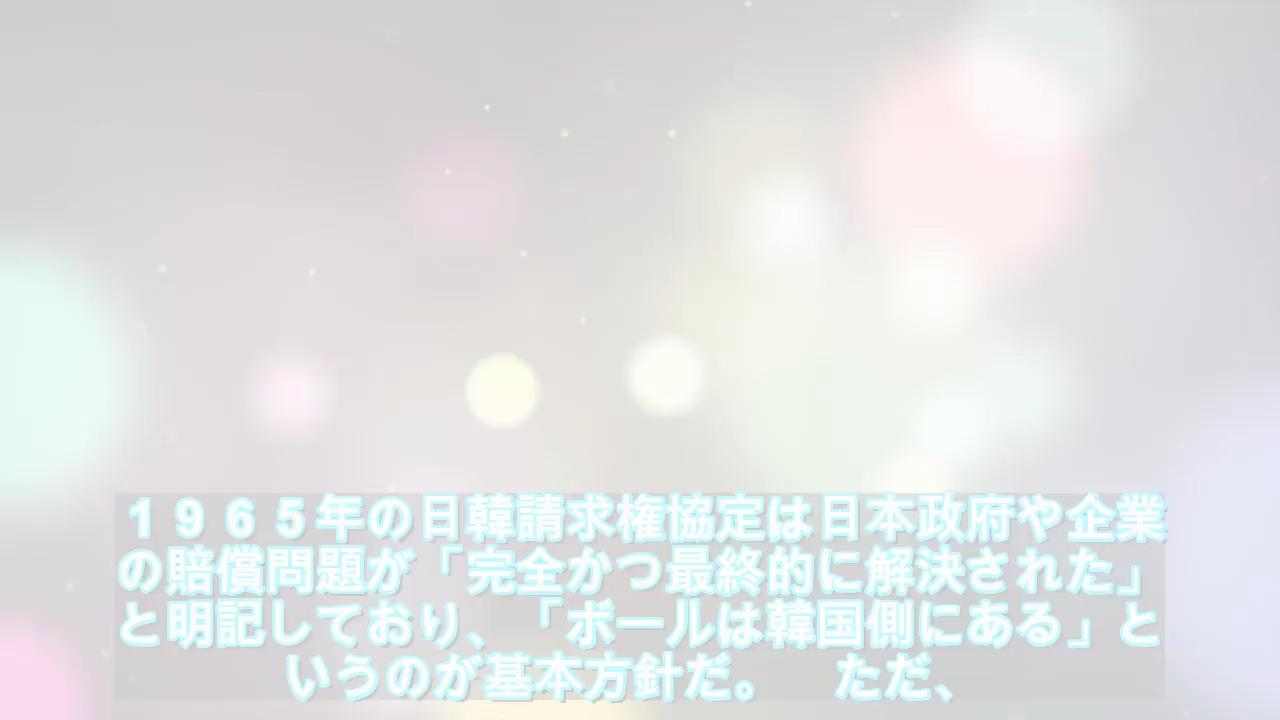 １９６５年の日韓請求権協定は日本政府や企業
の賠償問題が「完全かつ最終的に解決された」
と明記しており、「ボールは韓国側にある」と
いうのが基本方針だ。　ただ、